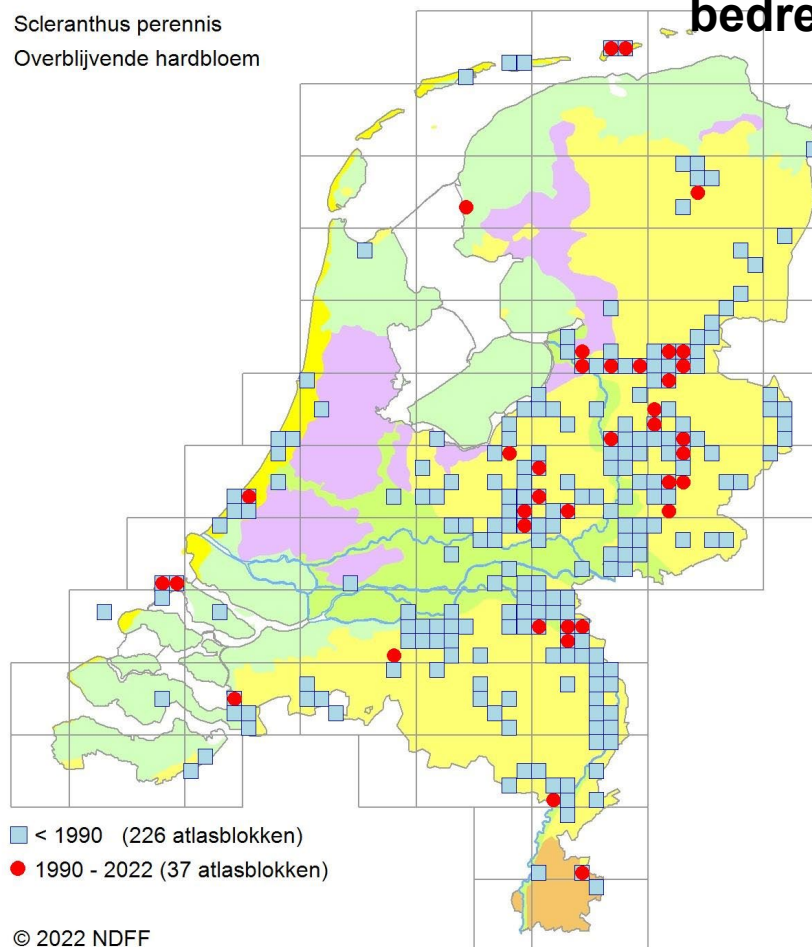 Scleranthus perennis
Overblijvende hardbloem
bedre
< 1990 (226 atlasblokken)
1990 - 2022 (37 atlasblokken)
© 2022 NDFF